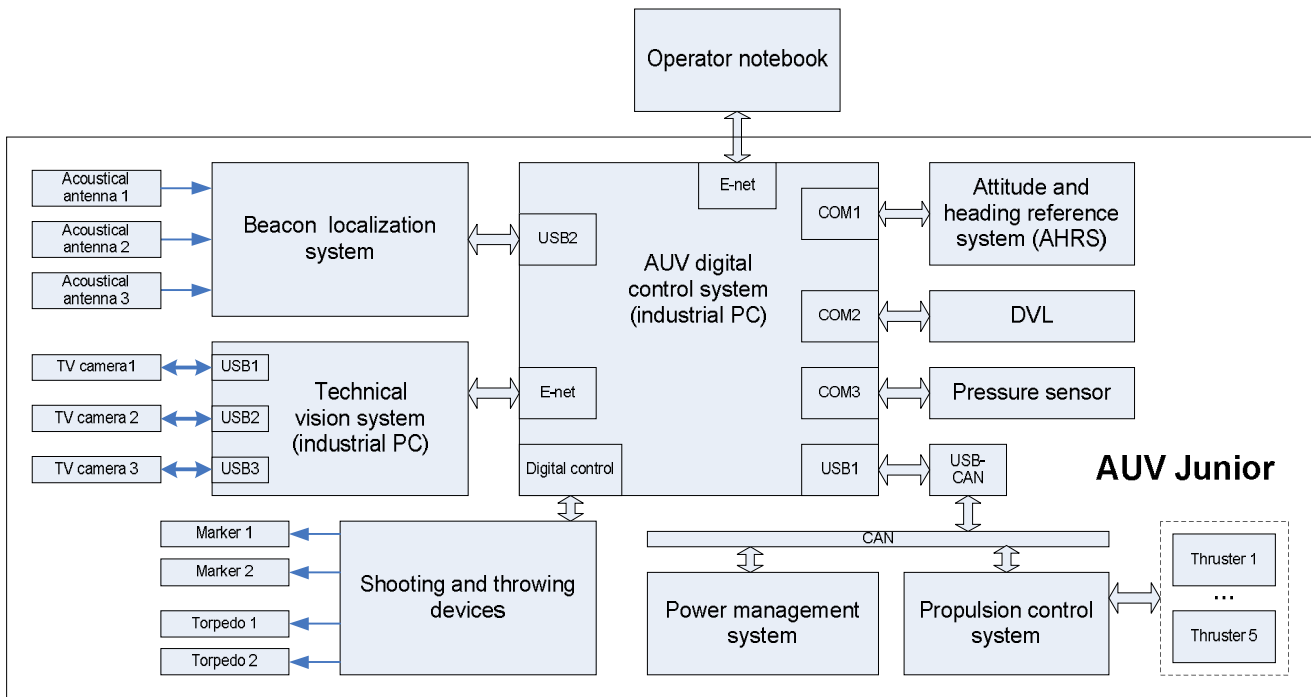 Operator notebook
E-net
Acoustical
antenna 1
Acoustical
antenna 2
Acoustical
antenna 3
Beacon localization
system
USB2
AUV digital
control system
(industrial PC)
COM1
Attitude and
heading reference
system (AHRS)
COM2
DVL
COM3
Pressure sensor
TV camera1
TV camera 2
TV camera 3
USB1
USB2
USB3
Technical
vision system
(industrial PC)
E-net
Digital control
USB1
USB-
CAN
AUV Junior
CAN
Marker 1
Marker 2
Torpedo 1
Torpedo 2
Shooting and throwing
devices
Power management
system
Propulsion control
system
Thruster 1
...
Thruster 5